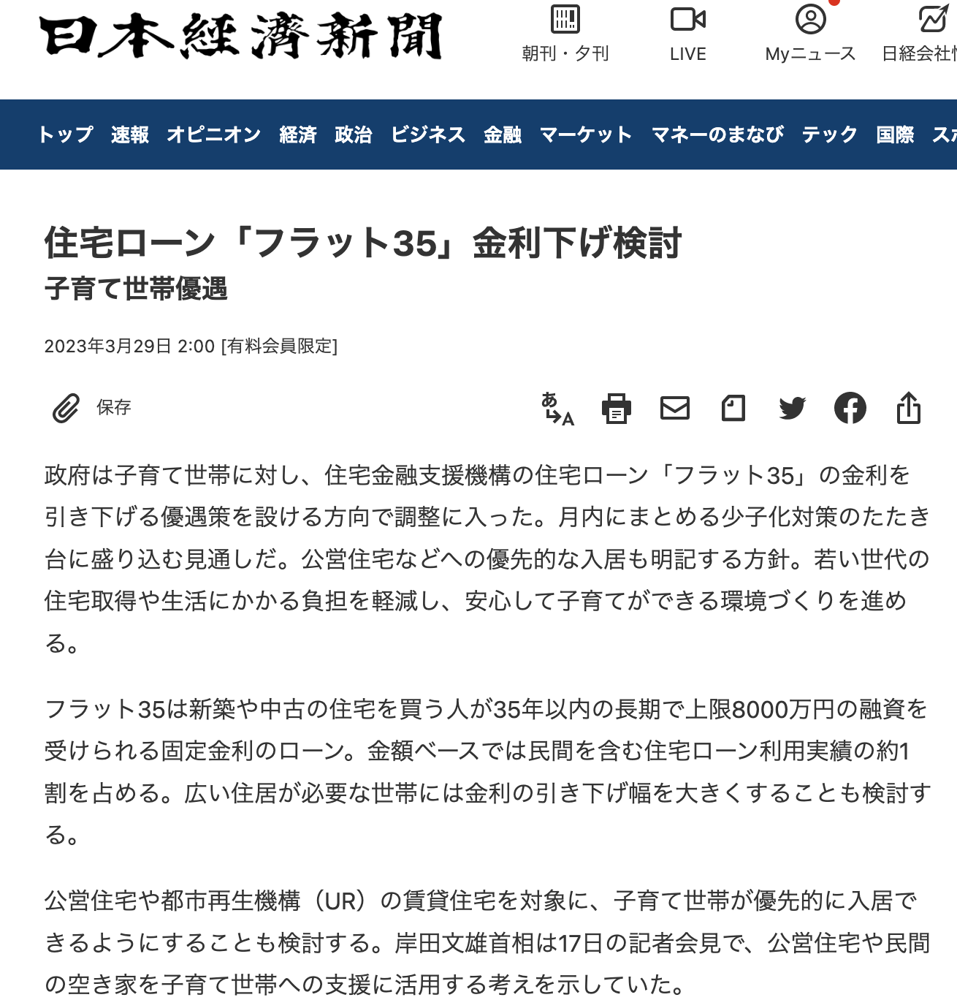 日本経済新聞
朝刊・夕刊
LIVE
Myニュース
日経会社
トップ 速報 オピニオン 経済 政治 ビジネス 金融 マーケット マネーのまなび テック 国際 ス
住宅ローン「フラット35」金利下げ検討
子育て世帯優遇
2023年3月29日 2:00 [有料会員限定]
保存
あ
A
政府は子育て世帯に対し、住宅金融支援機構の住宅ローン「フラット35」の金利を
引き下げる優遇策を設ける方向で調整に入った。月内にまとめる少子化対策のたたき
台に盛り込む見通しだ。公営住宅などへの優先的な入居も明記する方針。若い世代の
住宅取得や生活にかかる負担を軽減し、安心して子育てができる環境づくりを進め
る。
フラット35は新築や中古の住宅を買う人が35年以内の長期で上限8000万円の融資を
受けられる固定金利のローン。金額ベースでは民間を含む住宅ローン利用実績の約1
割を占める。広い住居が必要な世帯には金利の引き下げ幅を大きくすることも検討す
る。
公営住宅や都市再生機構（UR）の賃貸住宅を対象に、子育て世帯が優先的に入居で
きるようにすることも検討する。岸田文雄首相は17日の記者会見で、公営住宅や民間
の空き家を子育て世帯への支援に活用する考えを示していた。